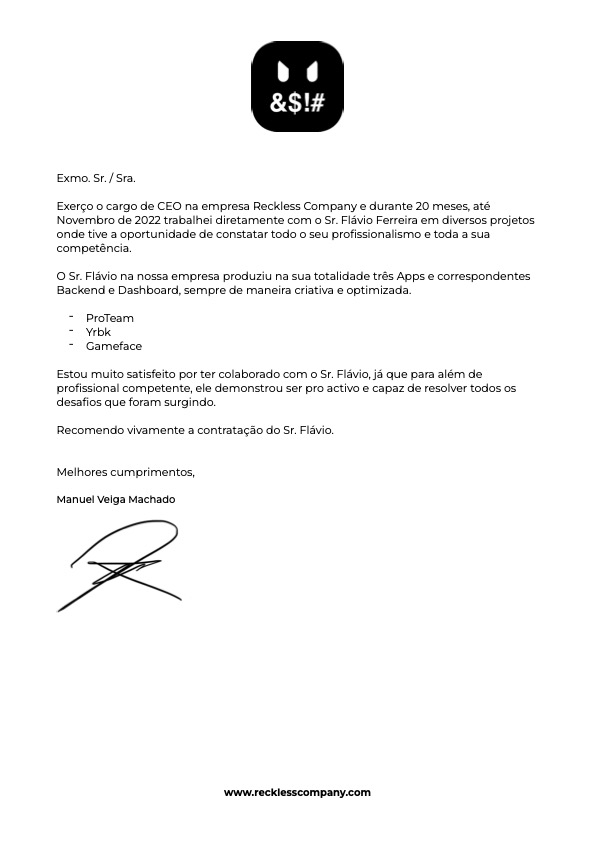 &$!#
Exmo. Sr. / Sra.
Exerço o cargo de CEO na empresa Reckless Company e durante 20 meses, até
Novembro de 2022 trabalhei diretamente com o Sr. Flávio Ferreira em diversos projetos
onde tive a oportunidade de constatar todo o seu profissionalismo e toda a sua
competência.
O Sr. Flávio na nossa empresa produziu na sua totalidade três Apps e correspondentes
Backend e Dashboard, sempre de maneira criativa e optimizada.
- ProTeam
- Yrbk
- Gameface
Estou muito satisfeito por ter colaborado com o Sr. Flávio, já que para além de
profissional competente, ele demonstrou ser pro activo e capaz de resolver todos os
desafios que foram surgindo.
Recomendo vivamente a contratação do Sr. Flávio.
Melhores cumprimentos,
Manuel Veiga Machado
www.recklesscompany.com